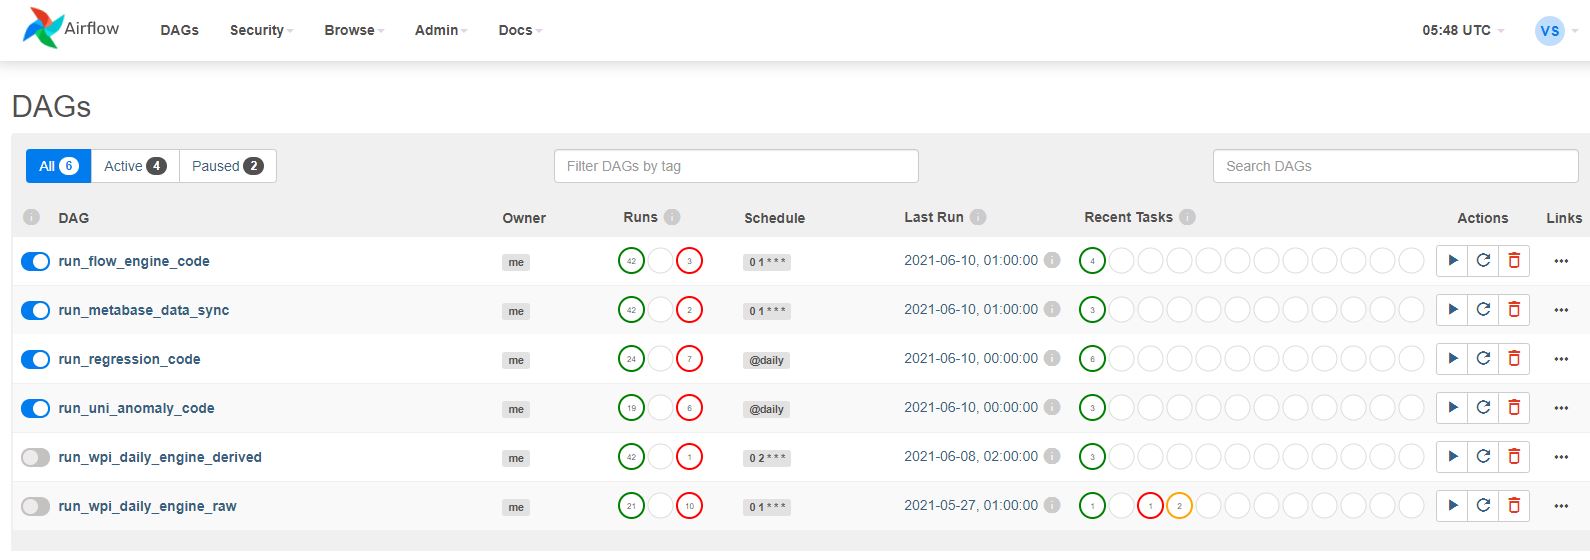 Airflow DAGs Security Browse Admin Docs 05:48 UTC VS
DAGs
All 6 Active 4 Paused 2 Filter DAGs by tag Search DAGs
i DAG Owner Runs i Schedule Last Run i Recent Tasks i Actions Links
run_flow_engine_code me 42 3 0 1 * * * 2021-06-10, 01:00:00 i 4
run_metabase_data_sync me 42 2 0 1 * * * 2021-06-10, 01:00:00 i 3
run_regression_code me 24 7 @daily 2021-06-10, 00:00:00 i 6
run_uni_anomaly_code me 19 6 @daily 2021-06-10, 00:00:00 i 3
run_wpi_daily_engine_derived me 42 1 0 2 * * * 2021-06-08, 02:00:00 i 3
run_wpi_daily_engine_raw me 21 10 0 1 * * * 2021-05-27, 01:00:00 i 1 1 2